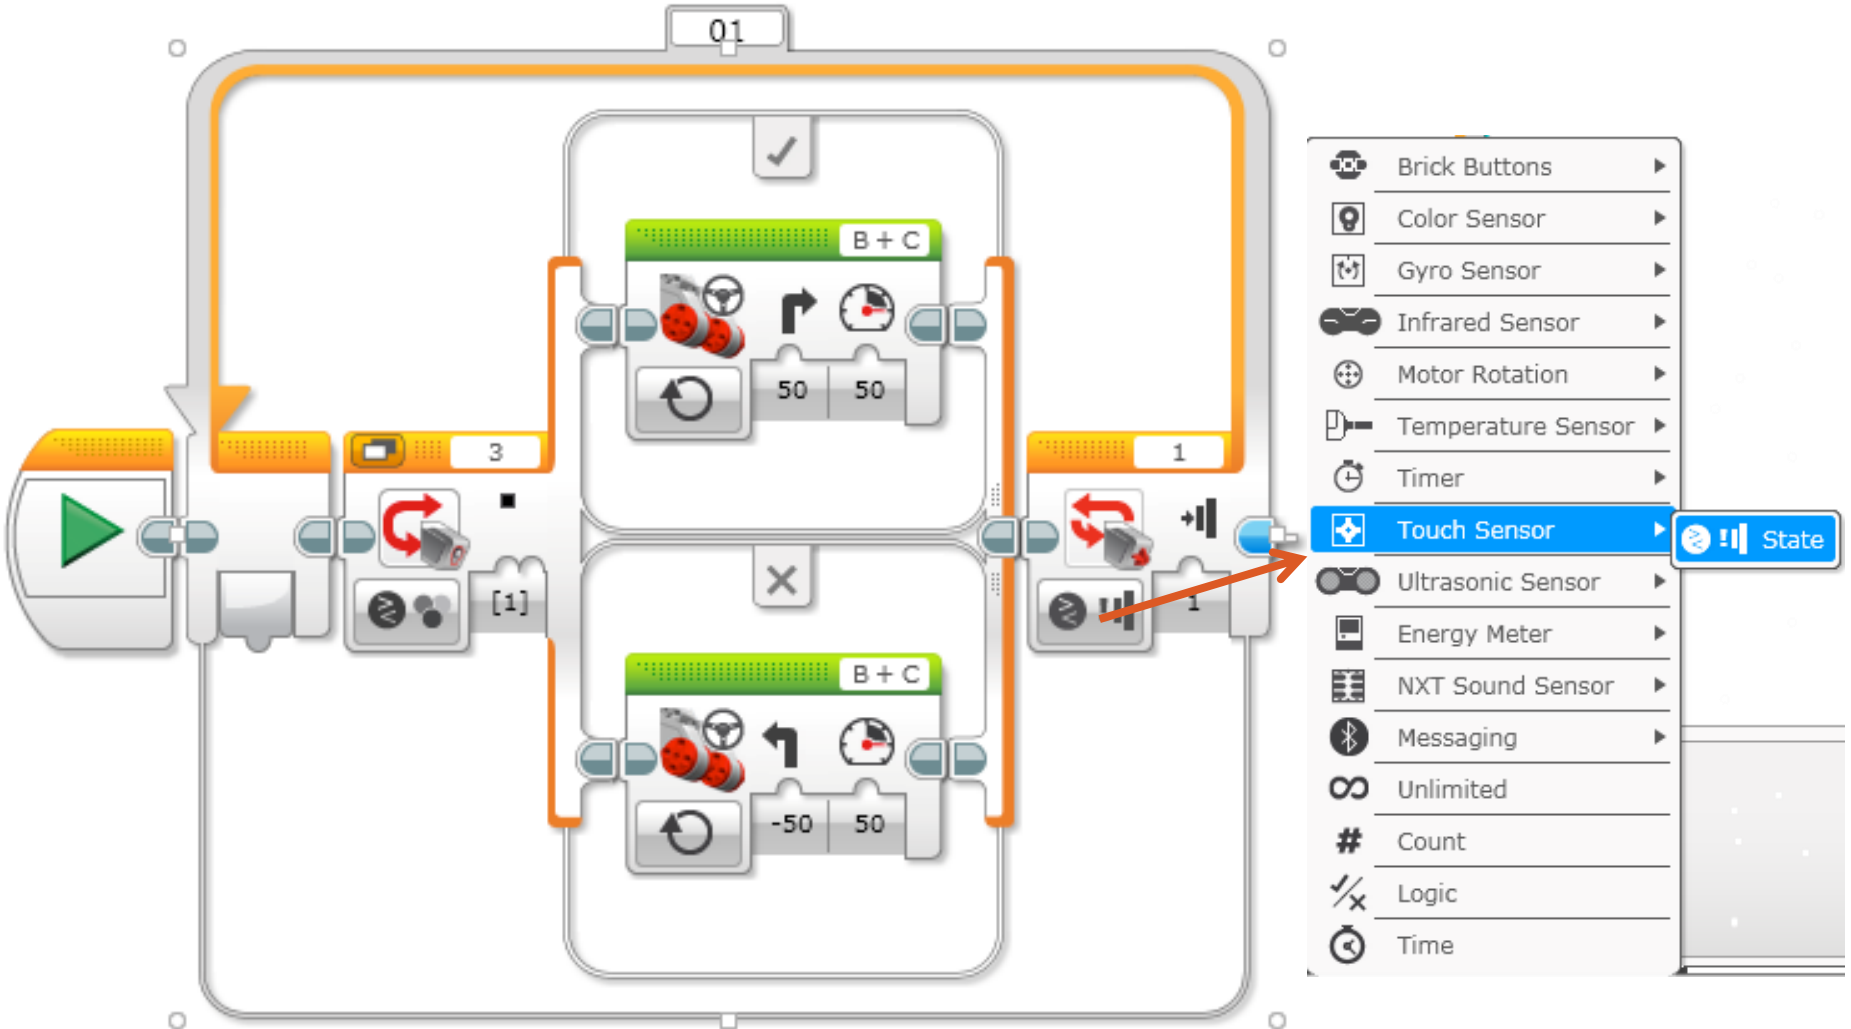 01
B + C
50 50
3
[1]
1
1
B + C
-50 50
Brick Buttons
Color Sensor
Gyro Sensor
Infrared Sensor
Motor Rotation
Temperature Sensor
Timer
Touch Sensor
State
Ultrasonic Sensor
Energy Meter
NXT Sound Sensor
Messaging
Unlimited
Count
Logic
Time